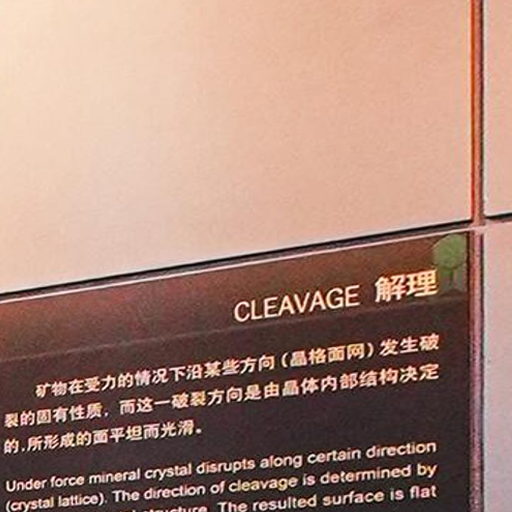 CLEAVAGE 解理
矿物在受力的情况下沿某些方向(晶格面网)发生破
裂的固有性质,而这一破裂方向是由晶体内部结构决定
的,所形成的面平坦而光滑。
Under force mineral crystal disrupts along certain direction
(crystal lattice). The direction of cleavage is determined by
structure. The resulted surface is flat